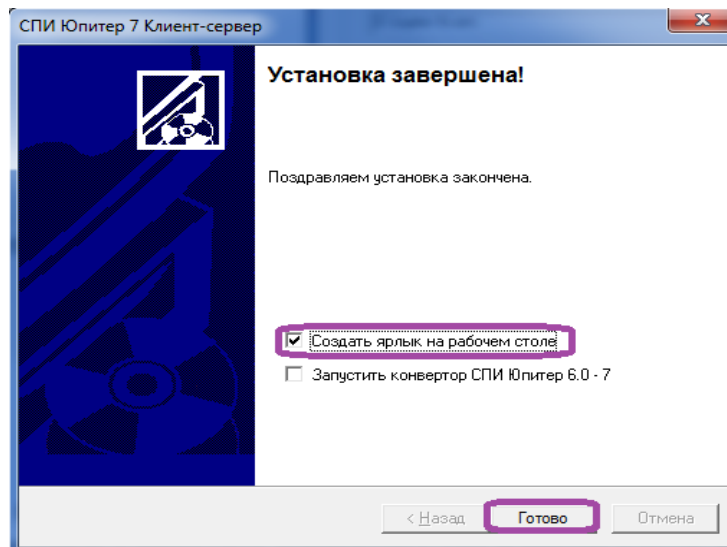 СПИ Юпитер 7 Клиент-сервер
Установка завершена!
Поздравляем установка закончена.
Создать ярлык на рабочем столе
Запустить конвертор СПИ Юпитер 6.0 - 7
< Назад
Готово
Отмена